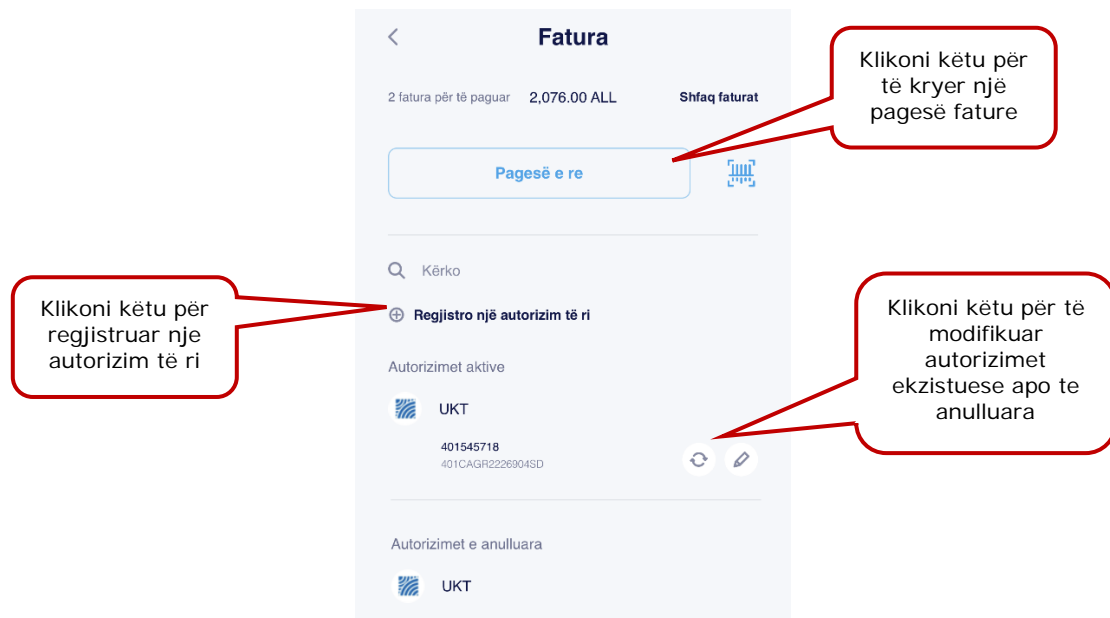 Fatura
2 fatura për të paguar 2,076.00 ALL Shfaq faturat
Pagesë e re
Kërko
Regjistro një autorizim të ri
Autorizimet aktive
UKT
401545718
401CAGR2226904SD
Autorizimet e anulluara
UKT
Klikoni këtu për
të kryer një
pagesë fature
Klikoni këtu për
regjistruar nje
autorizim të ri
Klikoni këtu për të
modifikuar
autorizimet
ekzistuese apo te
anulluara